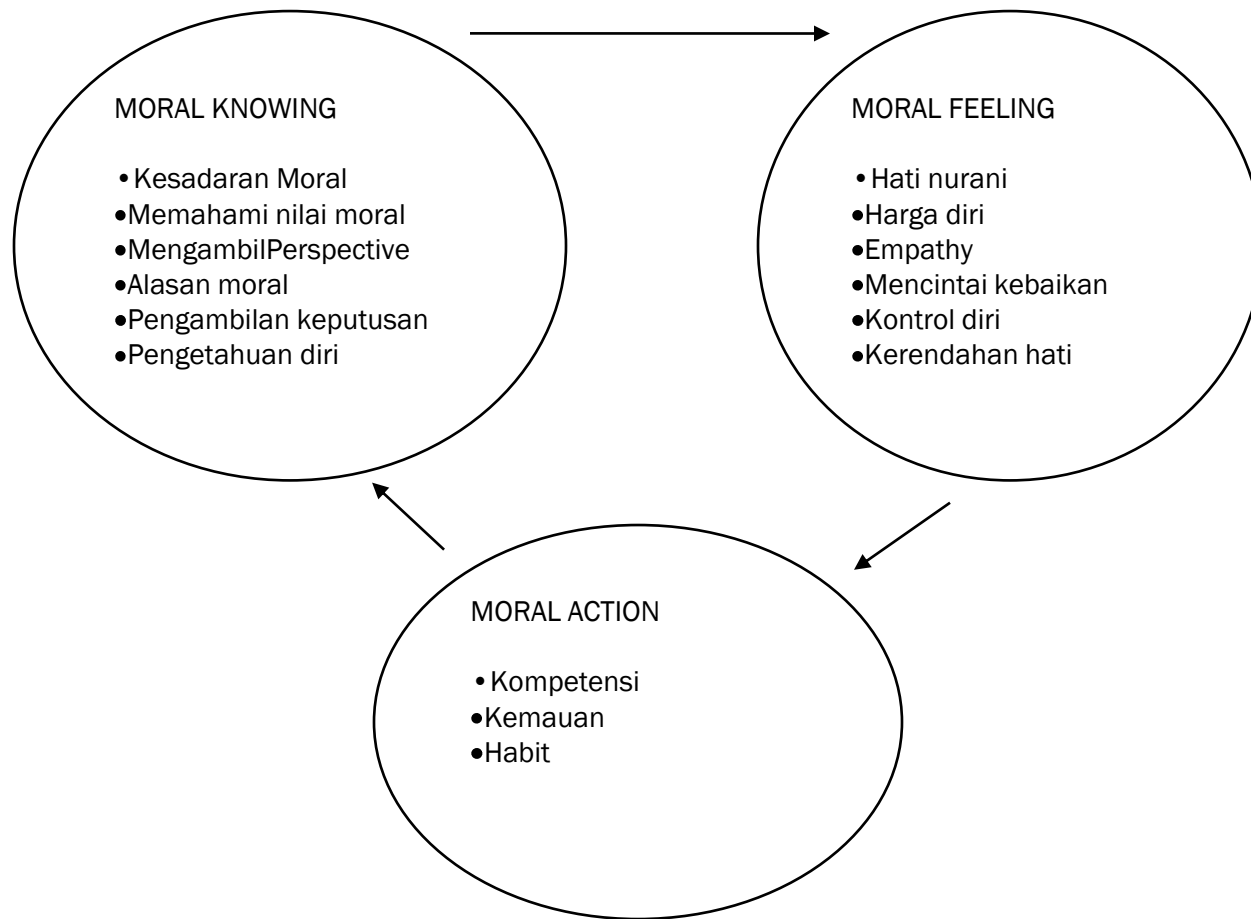 MORAL KNOWING
•Kesadaran Moral
•Memahami nilai moral
•MengambilPerspective
•Alasan moral
•Pengambilan keputusan
•Pengetahuan diri
MORAL FEELING
•Hati nurani
•Harga diri
•Empathy
•Mencintai kebaikan
•Kontrol diri
•Kerendahan hati
MORAL ACTION
•Kompetensi
•Kemauan
•Habit